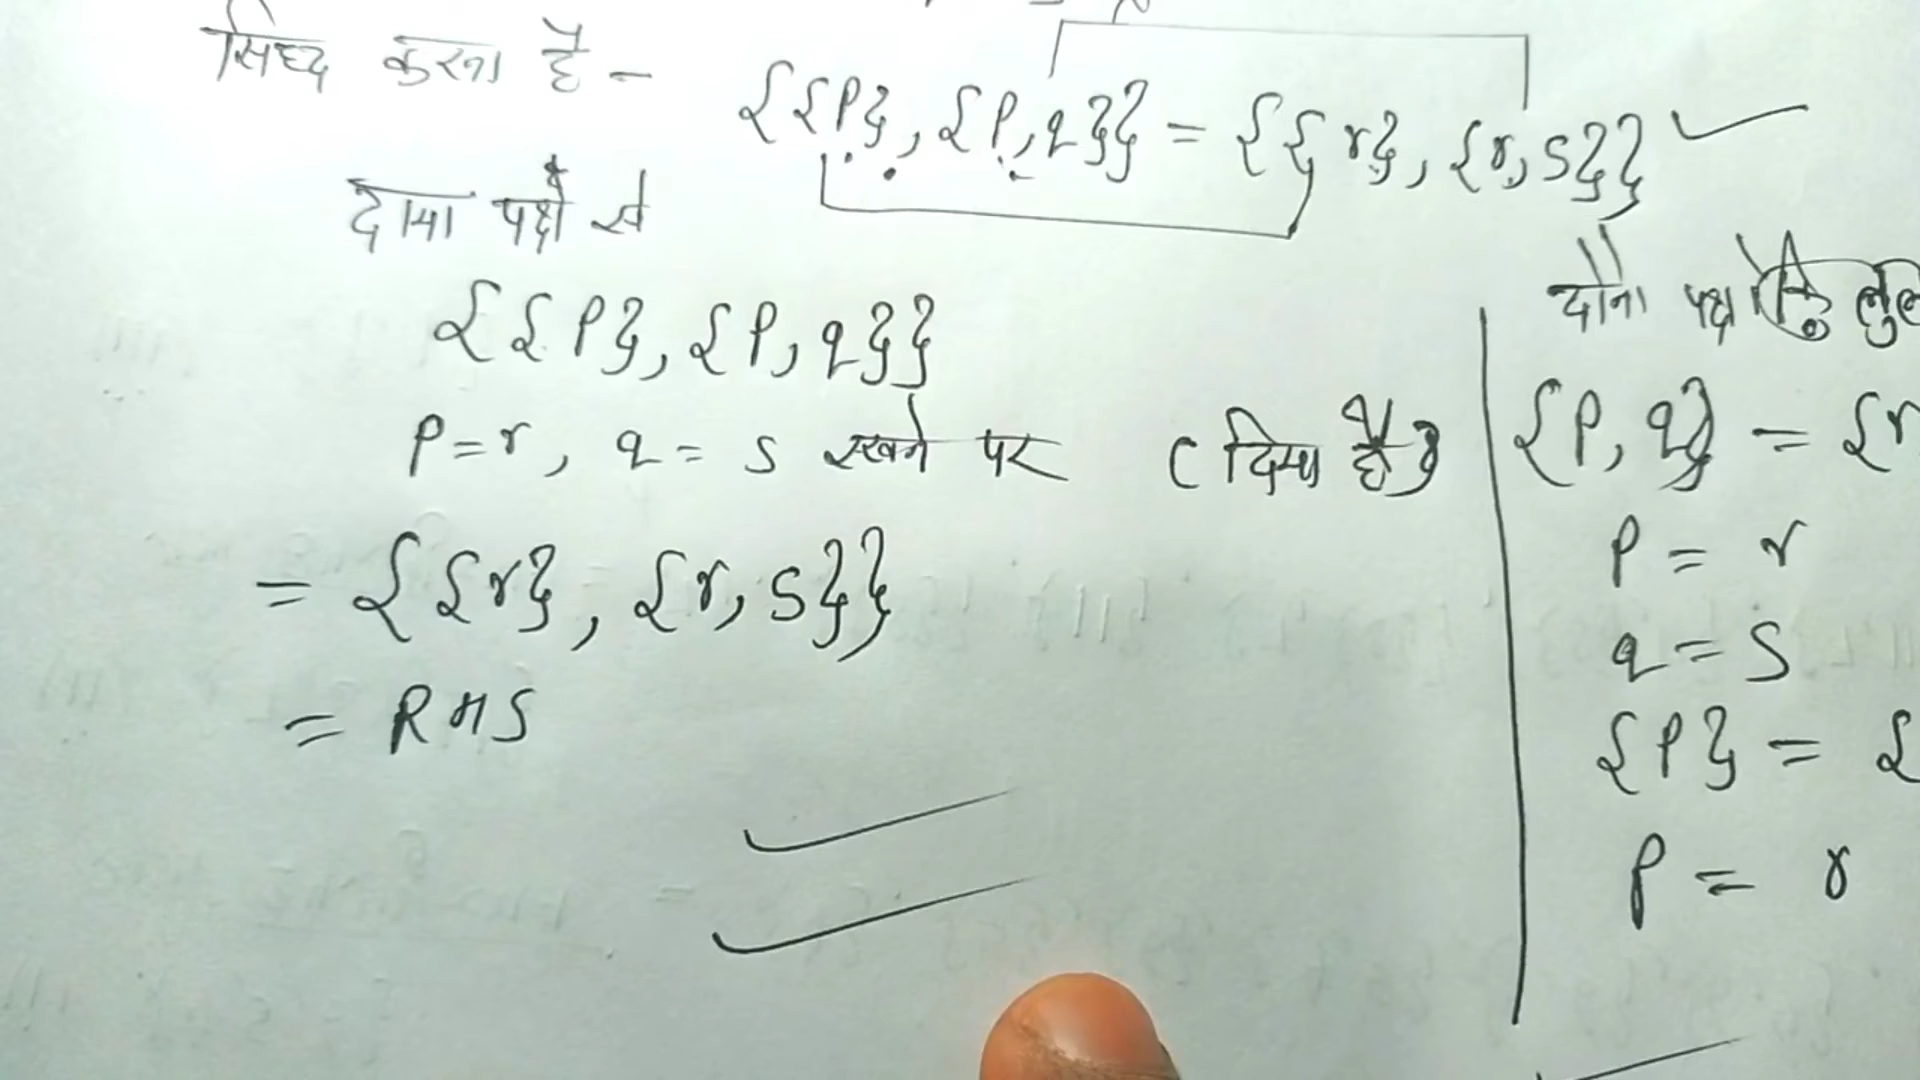 सिद्ध करना है - {{p}, {p, q}} = {{r}, {r, s}}
पक्ष से
{{p}, {p, q}}
p = r, q = s रखने पर (दिया है)
= {{r}, {r, s}}
= RHS
दोनों पक्ष
{p, q} = {r
p = r
q = s
{p} = {
p = r